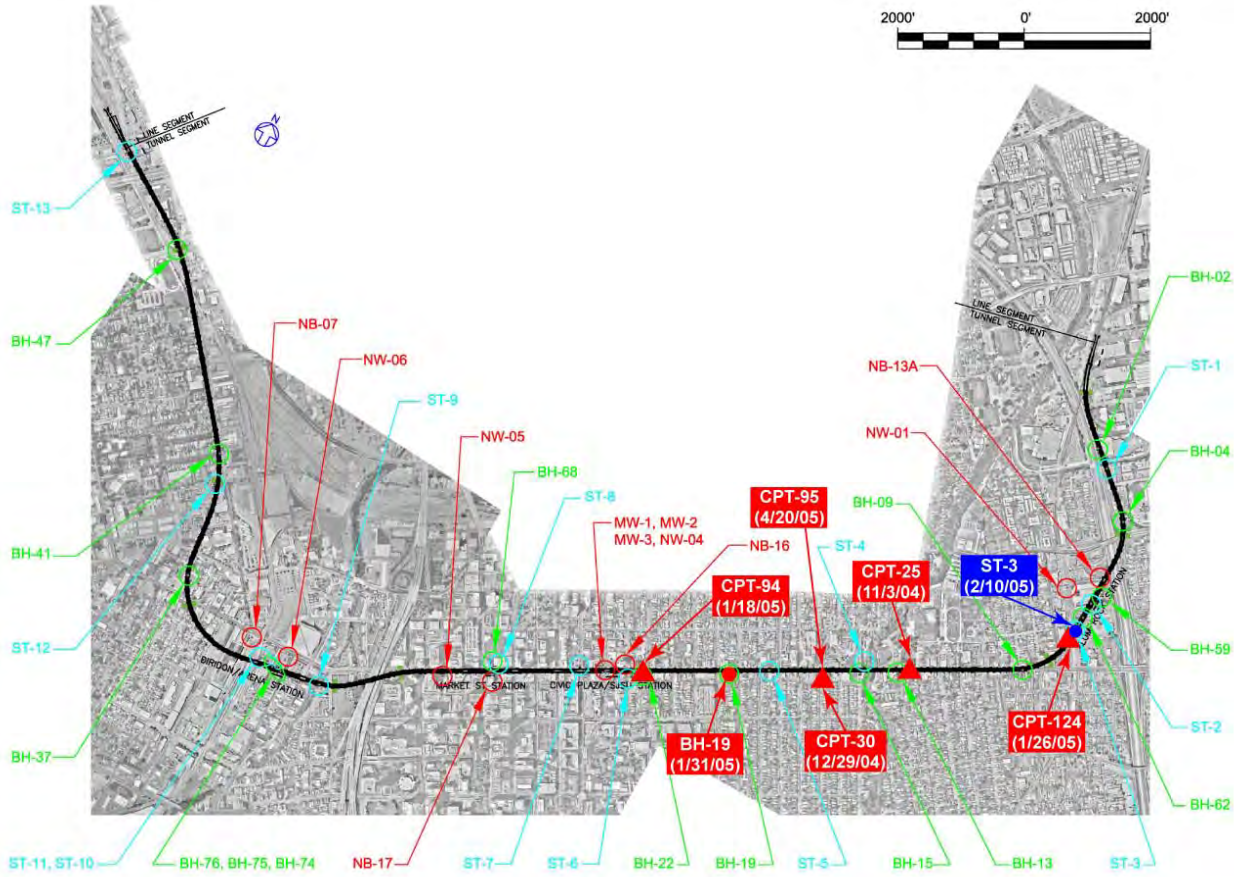 2000' 0' 2000'
N
LINE SEGMENT
TUNNEL SEGMENT
ST-13
BH-47
NB-07
NW-06
ST-9
NW-05
BH-68
ST-8
MW-1, MW-2
MW-3, NW-04
NB-16
CPT-94
(1/18/05)
CPT-95
(4/20/05)
ST-4
CPT-25
(11/3/04)
BH-09
ST-3
(2/10/05)
NW-01
NB-13A
LINE SEGMENT
TUNNEL SEGMENT
BH-02
ST-1
BH-04
BH-41
ST-12
BH-37
DIRIDON/ARENA STATION
MARKET ST STATION
CIVIC PLAZA/SJSU STATION
BH-19
(1/31/05)
CPT-30
(12/29/04)
CPT-124
(1/26/05)
BH-59
ST-2
BH-62
ST-11, ST-10
BH-76, BH-75, BH-74
NB-17
ST-7
ST-6
BH-22
BH-19
ST-5
BH-15
BH-13
ST-3